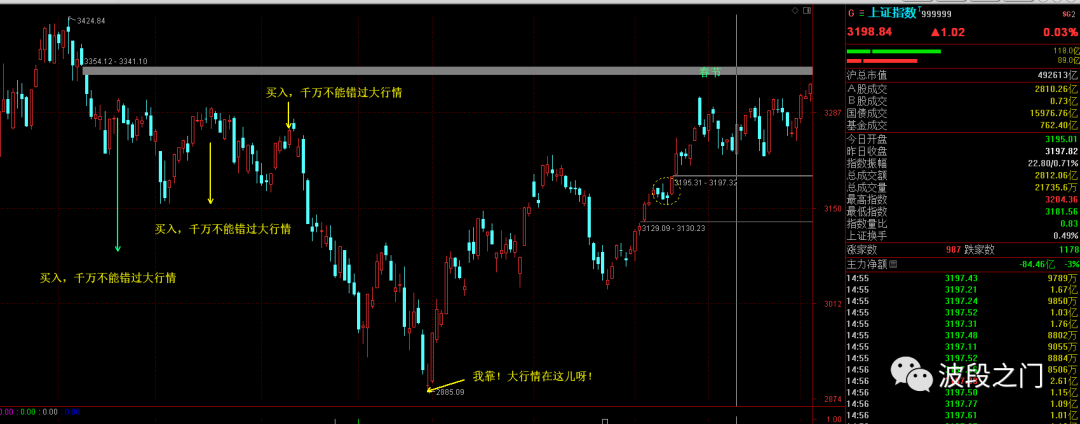 3424.84
3354.12 - 3341.10
春节
买入，千万不能错过大行情
买入，千万不能错过大行情
买入，千万不能错过大行情
3195.31 - 3197.32
3129.09 - 3130.23
我靠！大行情在这儿呀！
2885.09
3287
3150
3012
2874
1.00
0.00 : 0.00 : 0.00 0.00
G 上证指数 999999 SG2
3198.84 ▲1.02 0.03%
118.0亿
89.0亿
沪总市值 492613亿
A股成交 2810.26亿
B股成交 0.73亿
国债成交 15976.76亿
基金成交 762.40亿
今日开盘 3195.01
昨日收盘 3197.82
指数振幅 22.80/0.71%
总成交额 2812.06亿
总成交量 21735.6万
最高指数 3204.36
最低指数 3181.56
指数量比 0.83
上证换手 0.49%
涨家数 987 跌家数 1178
主力净额 -84.46亿 -3%
14:55 3197.43 9789万
14:55 3197.21 1.67亿
14:55 3197.24 9850万
14:55 3197.52 1.03亿
14:55 3197.31 1.76亿
14:55 3197.48 8802万
14:55 3197.11 9055万
14:55 3197.52 8884万
14:55 8506万
14:55 2.61亿
14:56 3197.50 1.15亿
14:56 3197.77 1.09亿
14:56 3197.61 1.01亿
波段之门